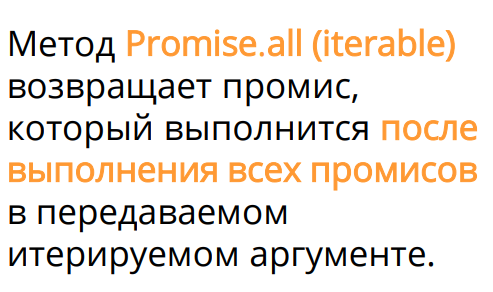 Метод Promise.all (iterable)
возвращает промис,
который выполнится после
выполнения всех промисов
в передаваемом
итерируемом аргументе.